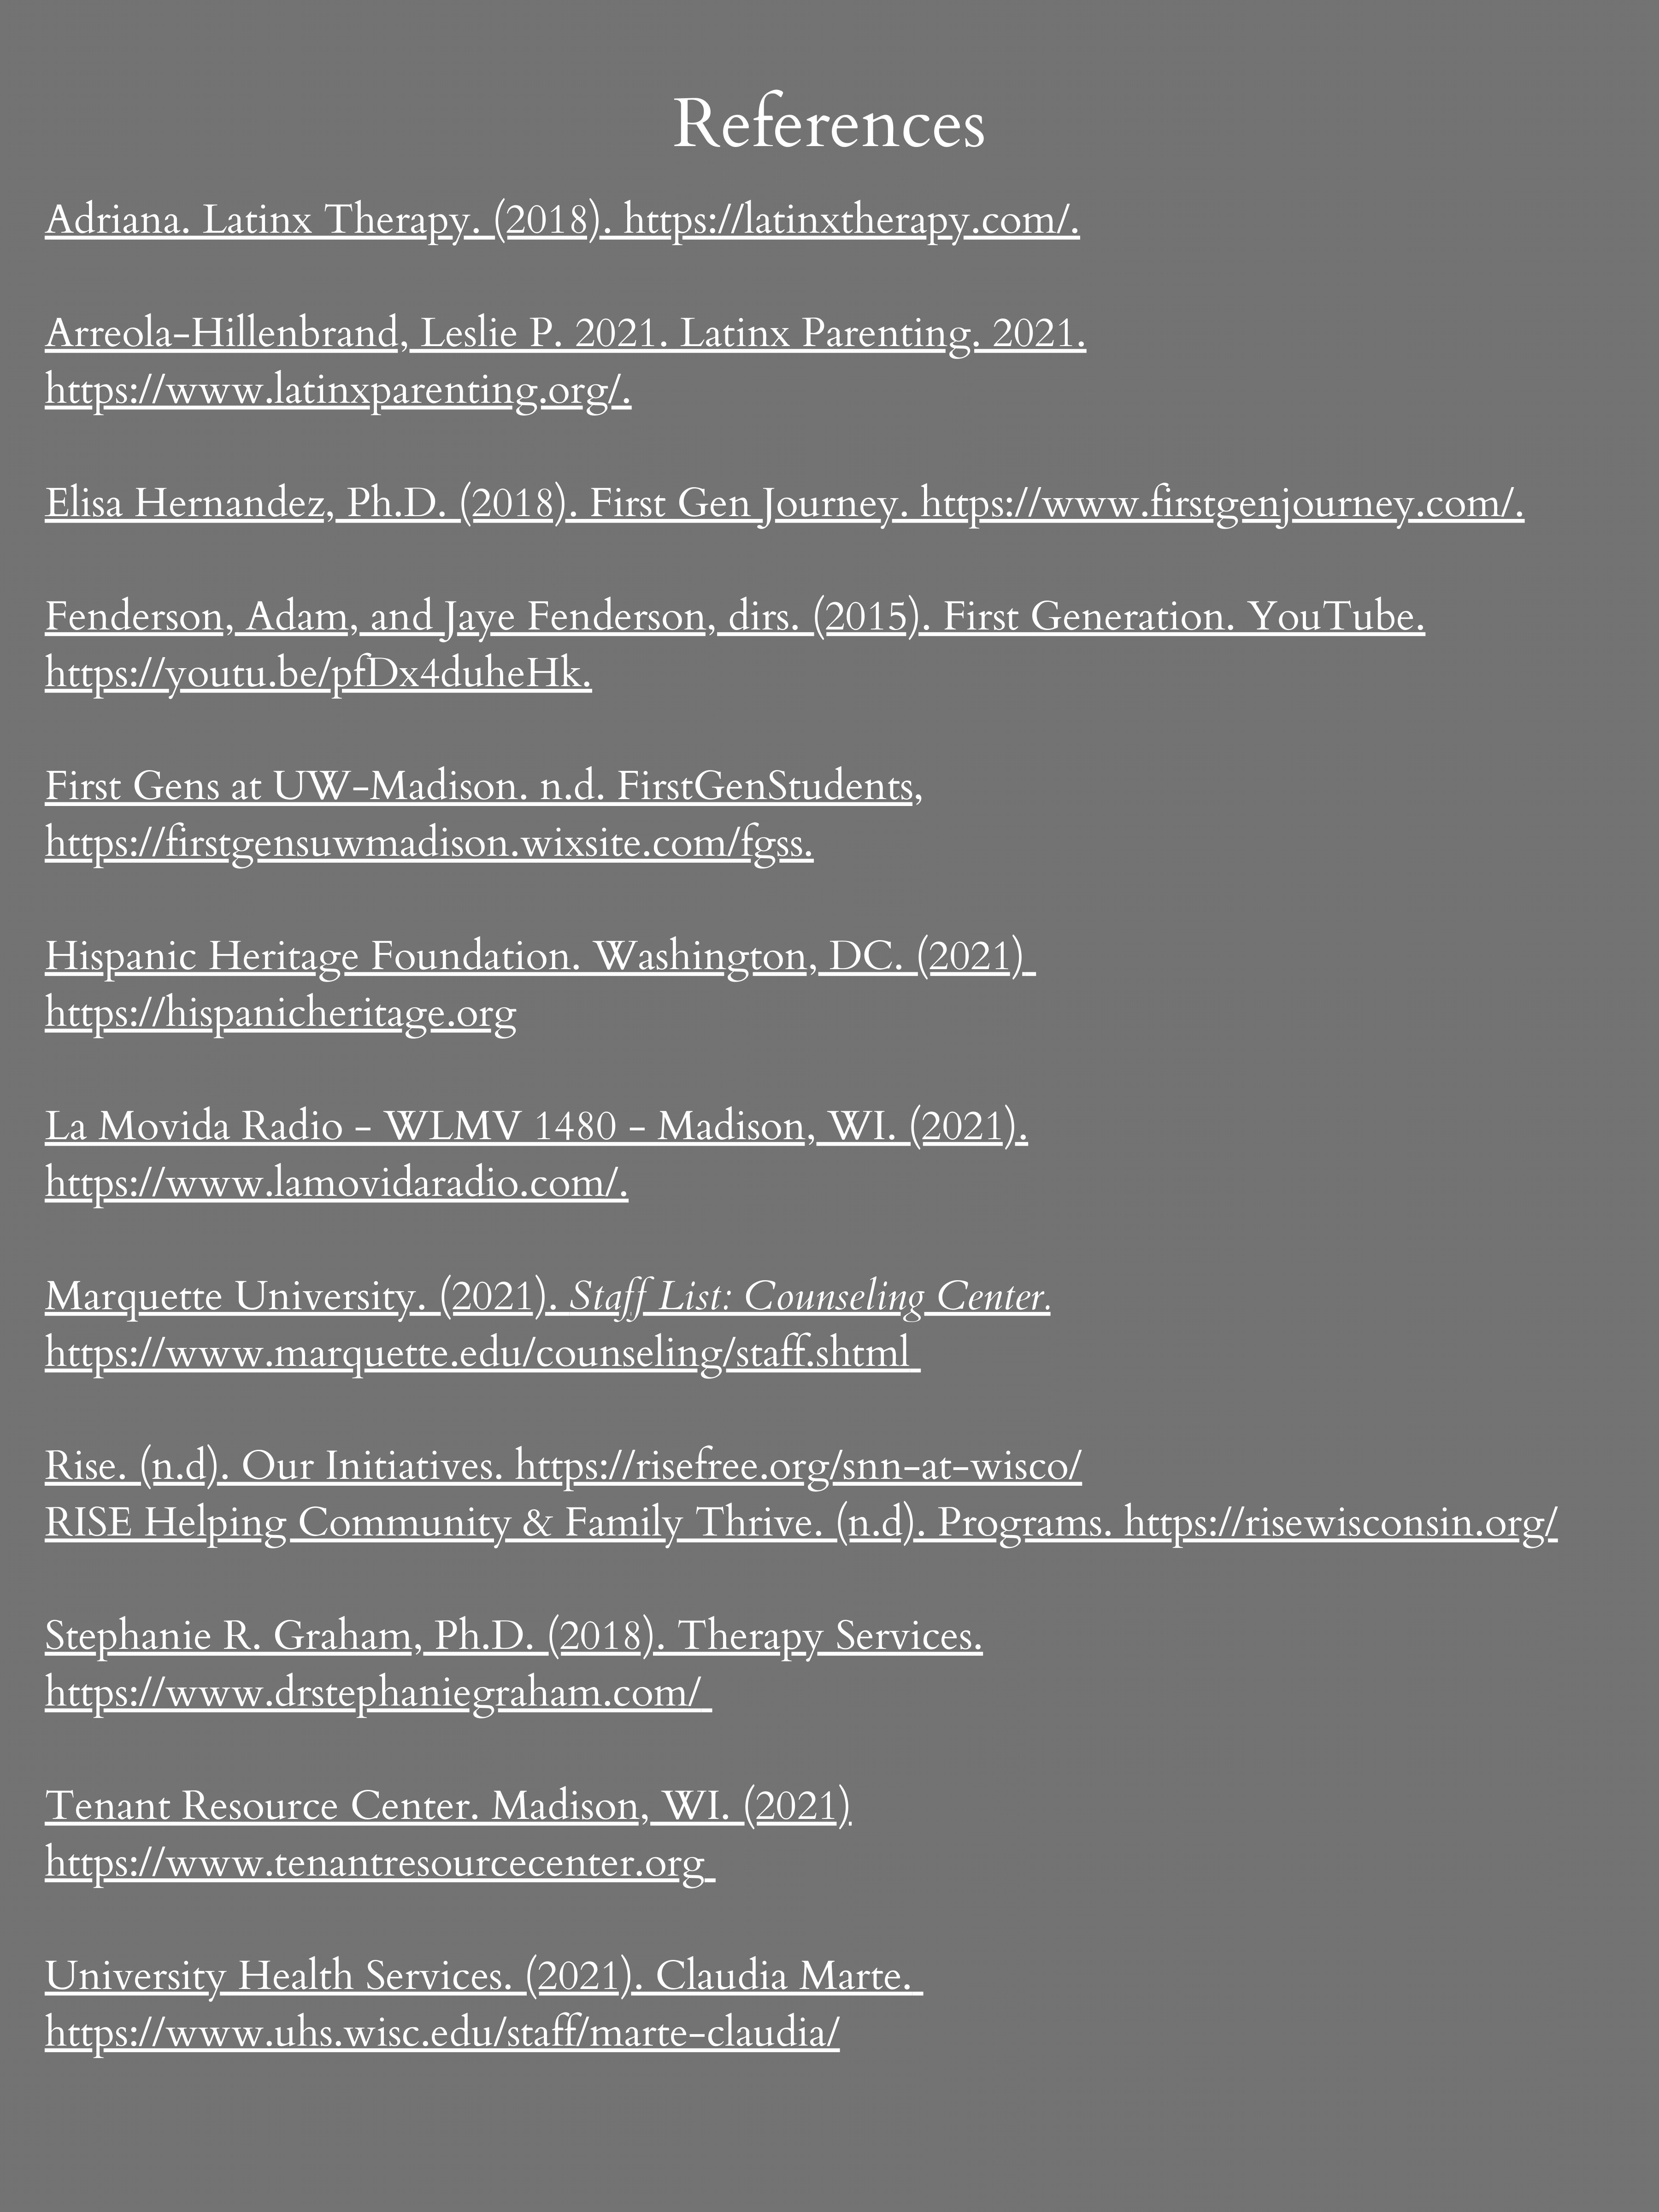 References
Adriana. Latinx Therapy. (2018). https://latinxtherapy.com/.
Arreola-Hillenbrand, Leslie P. 2021. Latinx Parenting. 2021.
https://www.latinxparenting.org/.
Elisa Hernandez, Ph.D. (2018). First Gen Journey. https://www.firstgenjourney.com/.
Fenderson, Adam, and Jaye Fenderson, dirs. (2015). First Generation. YouTube.
https://youtu.be/pfDx4duheHk.
First Gens at UW-Madison. n.d. FirstGenStudents,
https://firstgensuwmadison.wixsite.com/fgss.
Hispanic Heritage Foundation. Washington, DC. (2021)
https://hispanicheritage.org
La Movida Radio - WLMV 1480 - Madison, WI. (2021).
https://www.lamovidaradio.com/.
Marquette University. (2021). Staff List: Counseling Center.
https://www.marquette.edu/counseling/staff.shtml
Rise. (n.d). Our Initiatives. https://risefree.org/snn-at-wisco/
RISE Helping Community & Family Thrive. (n.d). Programs. https://risewisconsin.org/
Stephanie R. Graham, Ph.D. (2018). Therapy Services.
https://www.drstephaniegraham.com/
Tenant Resource Center. Madison, WI. (2021)
https://www.tenantresourcecenter.org
University Health Services. (2021). Claudia Marte.
https://www.uhs.wisc.edu/staff/marte-claudia/